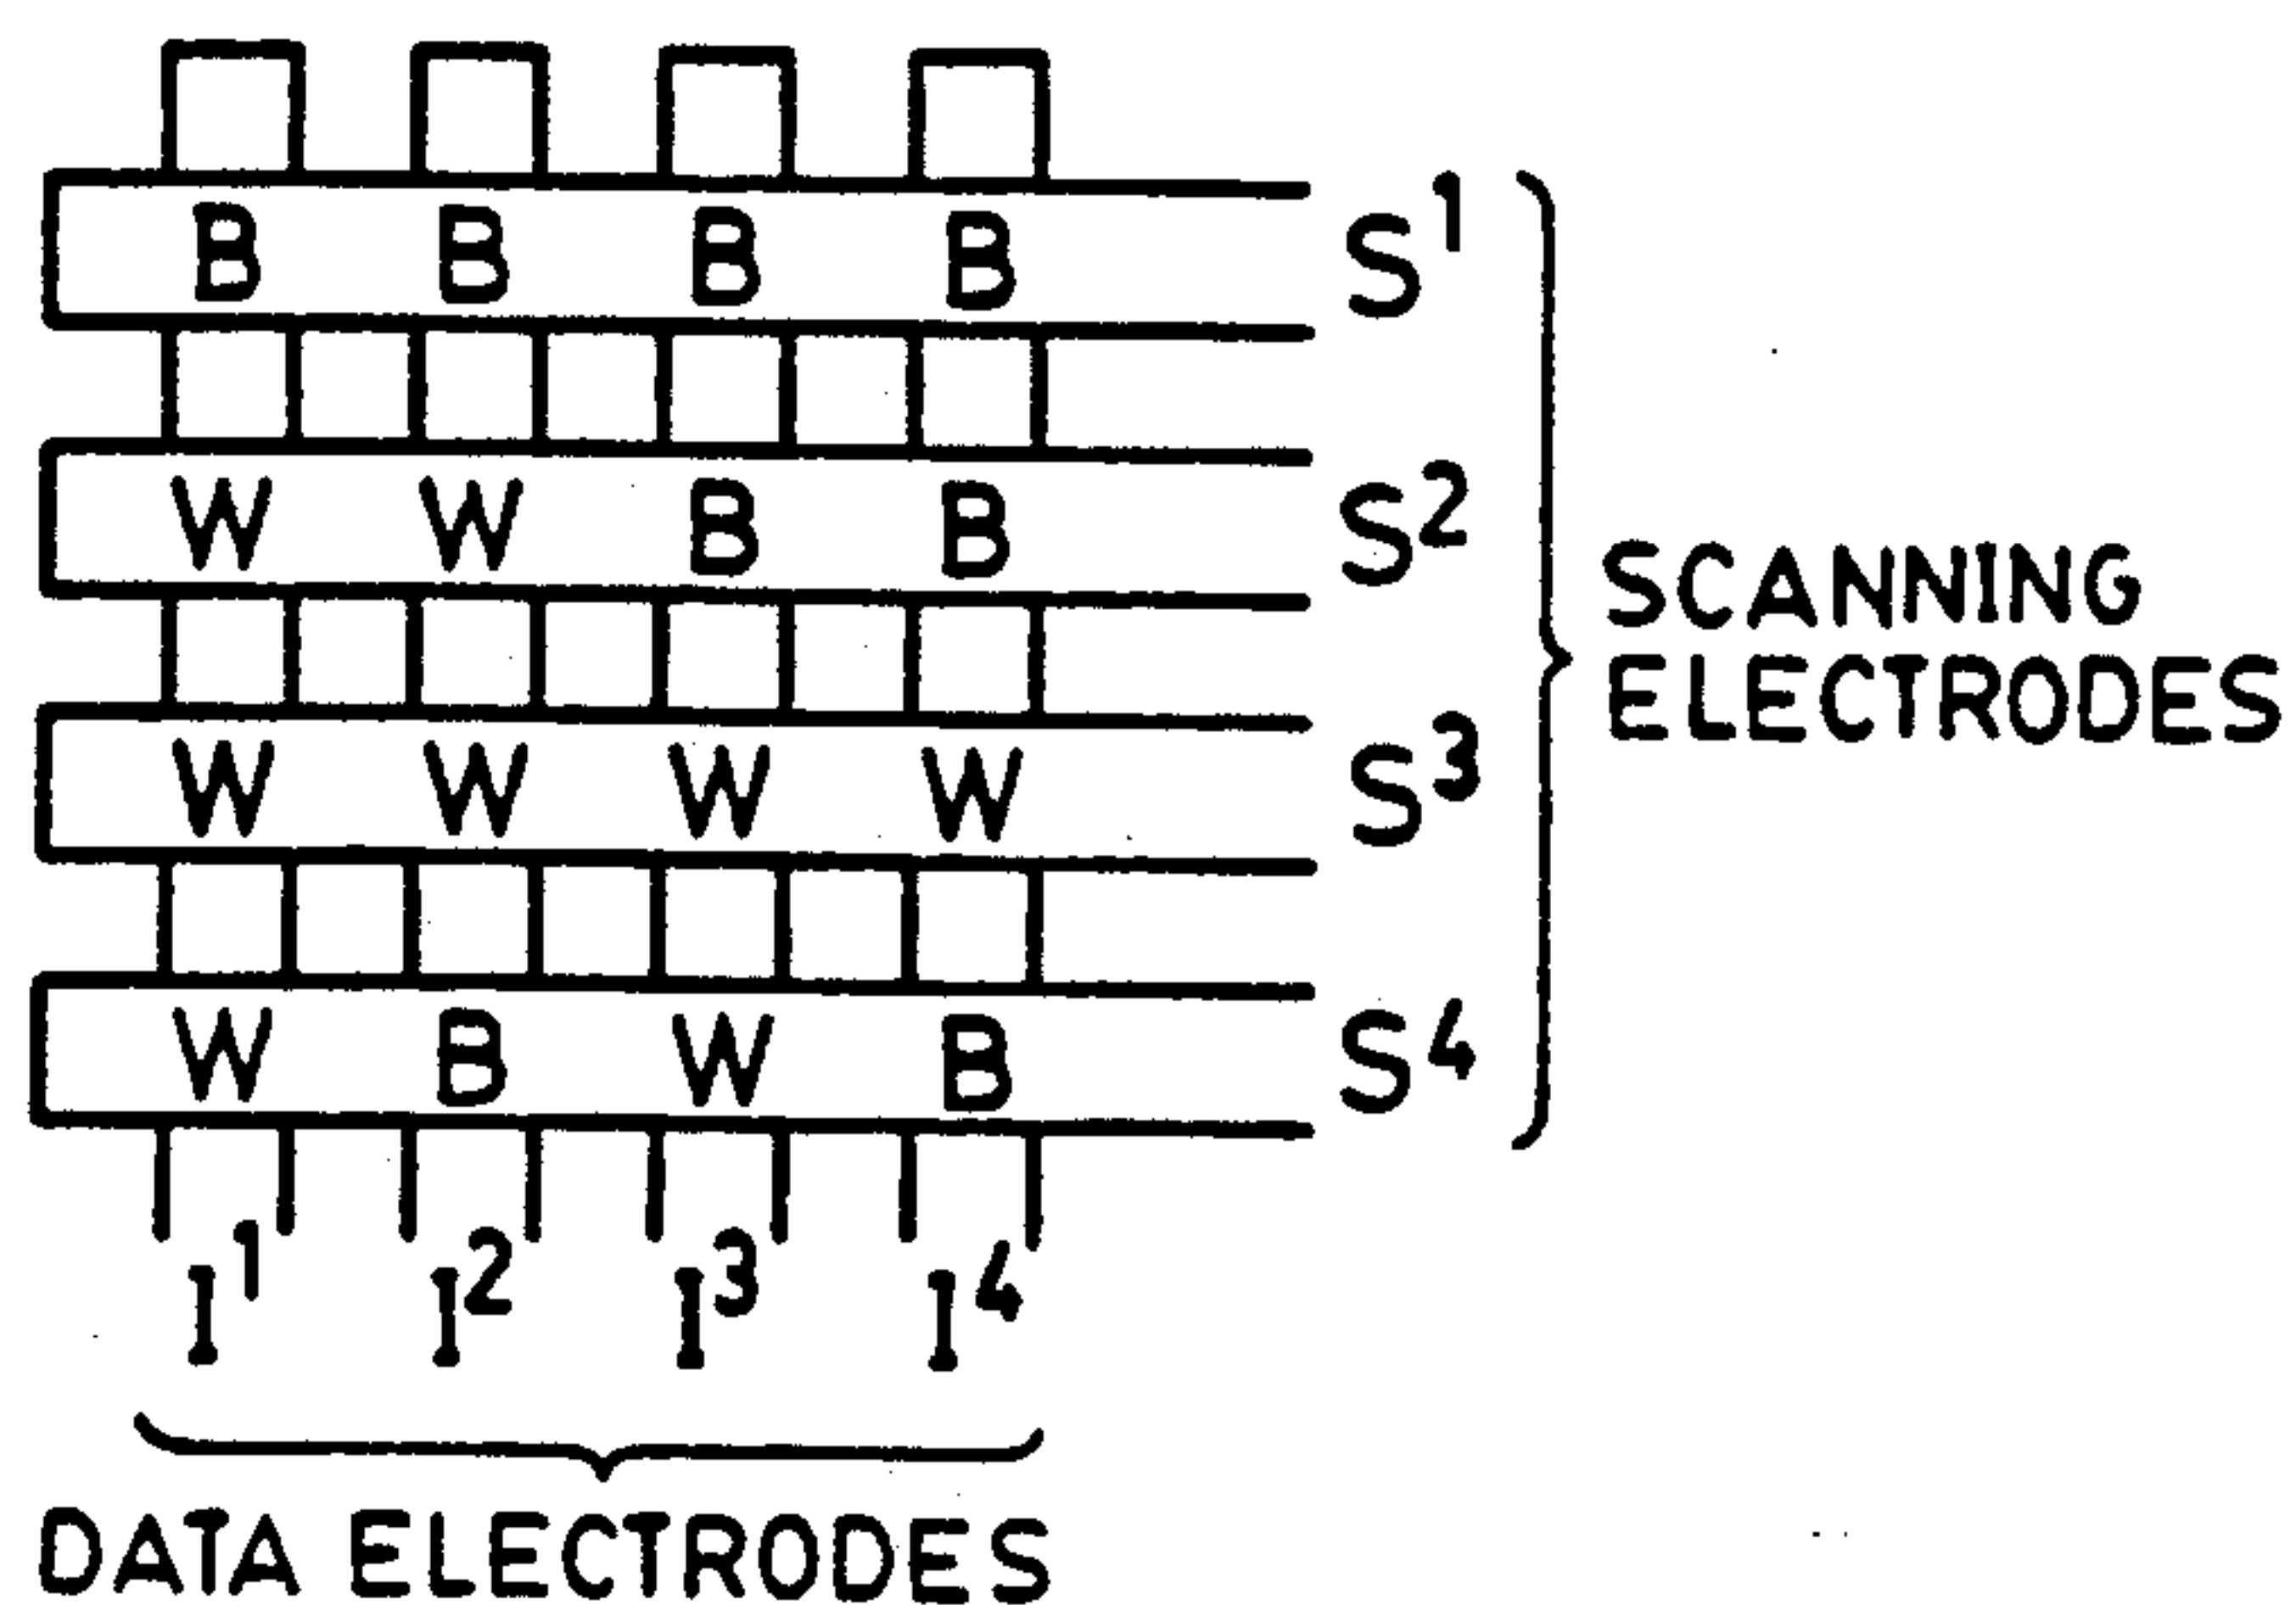 B B B B S¹
W W B B S²
SCANNING
ELECTRODES
W W W W S³
W B W B S⁴
I¹ I² I³ I⁴
DATA ELECTRODES